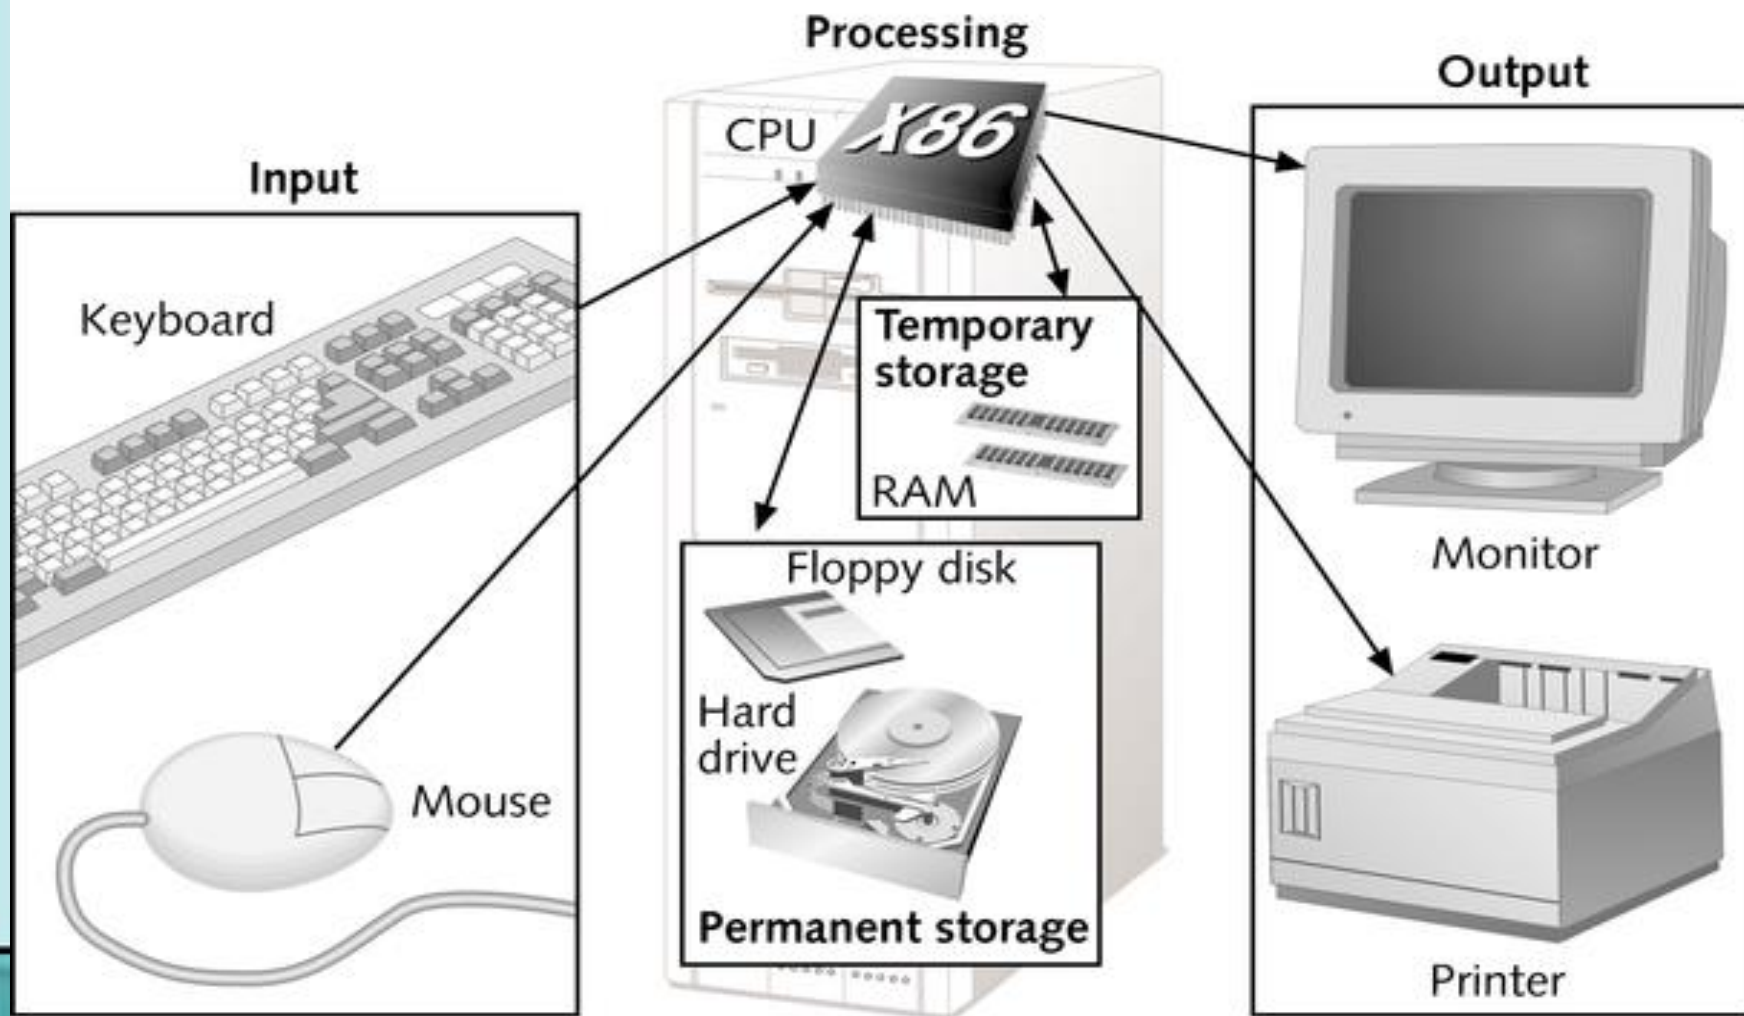 Processing
Output
Input
CPU
X86
Keyboard
Temporary
storage
RAM
Monitor
Floppy disk
Hard
drive
Mouse
Permanent storage
Printer